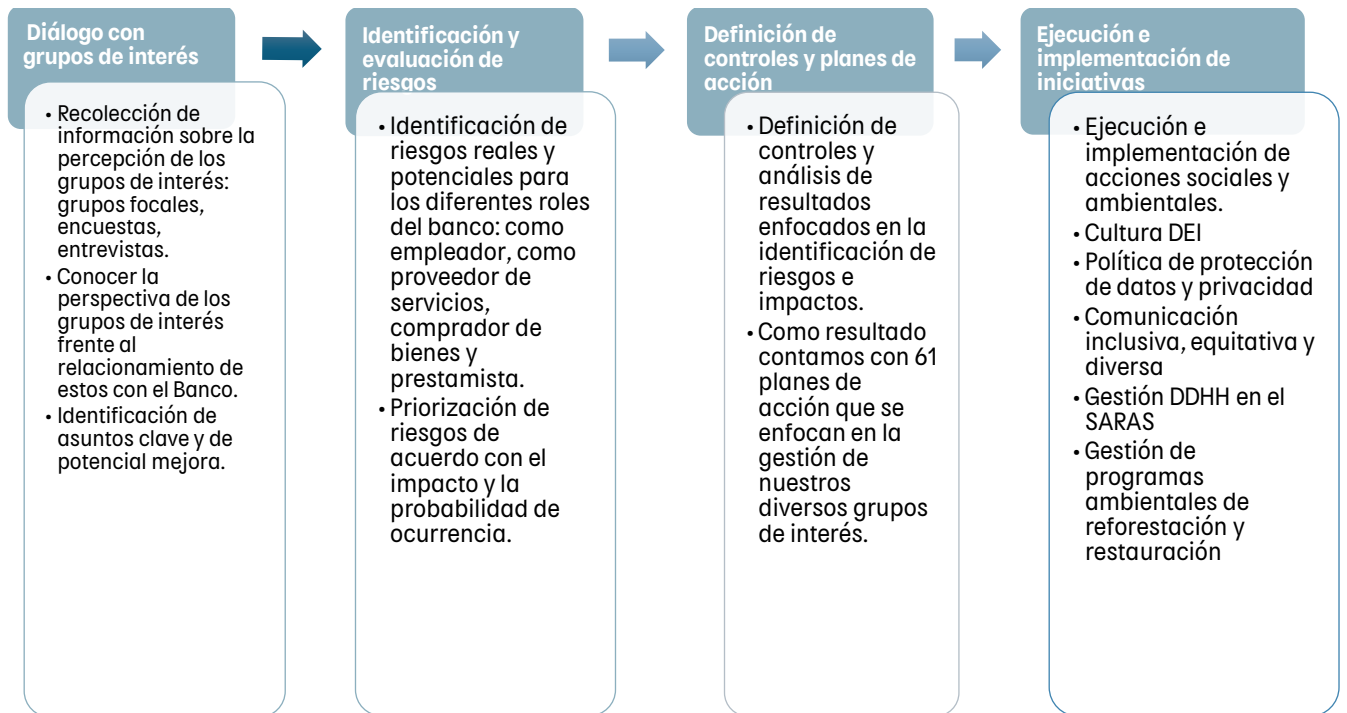 Diálogo con
grupos de interés
• Recolección de
información sobre la
percepción de los
grupos de interés:
grupos focales,
encuestas,
entrevistas.
• Conocer la
perspectiva de los
grupos de interés
frente al
relacionamiento de
estos con el Banco.
• Identificación de
asuntos clave y de
potencial mejora.
Identificación y
evaluación de
riesgos
• Identificación de
riesgos reales y
potenciales para
los diferentes roles
del banco: como
empleador, como
proveedor de
servicios,
comprador de
bienes y
prestamista.
• Priorización de
riesgos de
acuerdo con el
impacto y la
probabilidad de
ocurrencia.
Definición de
controles y planes de
acción
• Definición de
controles y
análisis de
resultados
enfocados en la
identificación de
riesgos e
impactos.
• Como resultado
contamos con 61
planes de
acción que se
enfocan en la
gestión de
nuestros
diversos grupos
de interés.
Ejecución e
implementación de
iniciativas
• Ejecución e
implementación de
acciones sociales y
ambientales.
• Cultura DEI
• Política de protección
de datos y privacidad
• Comunicación
inclusiva, equitativa y
diversa
• Gestión DDHH en el
SARAS
• Gestión de
programas
ambientales de
reforestación y
restauración